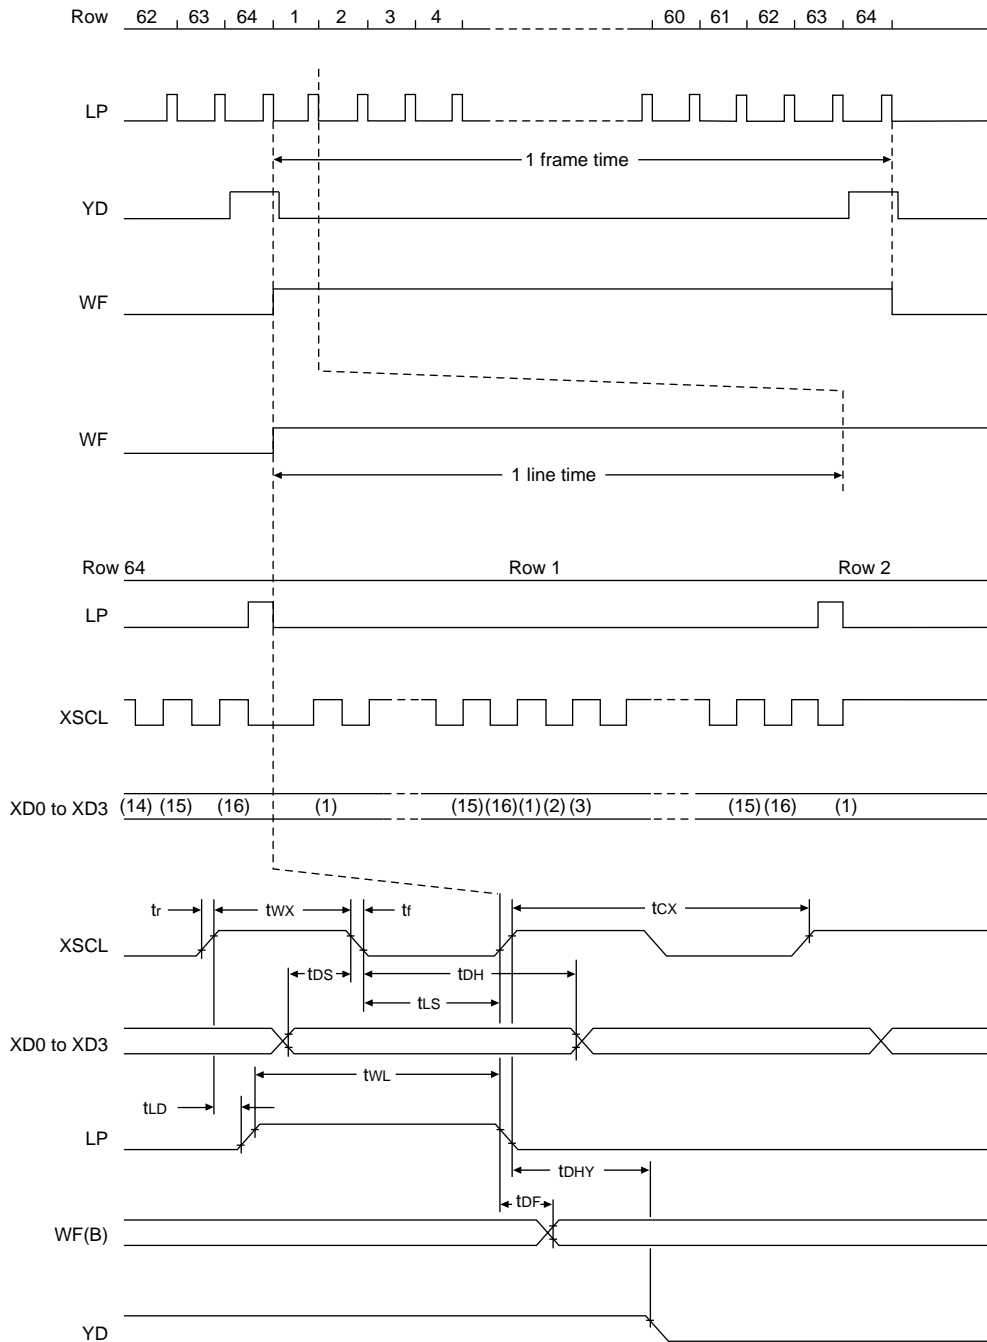 Row 62 63 64 1 2 3 4 60 61 62 63 64
LP
1 frame time
YD
WF
WF
1 line time
Row 64 Row 1 Row 2
LP
XSCL
XD0 to XD3 (14) (15) (16) (1) (15) (16) (1) (2) (3) (15) (16) (1)
tr tWX tf tCX
XSCL
tDS tDH
tLS
XD0 to XD3
tWL
tLD
LP
tDHY
tDF
WF(B)
YD